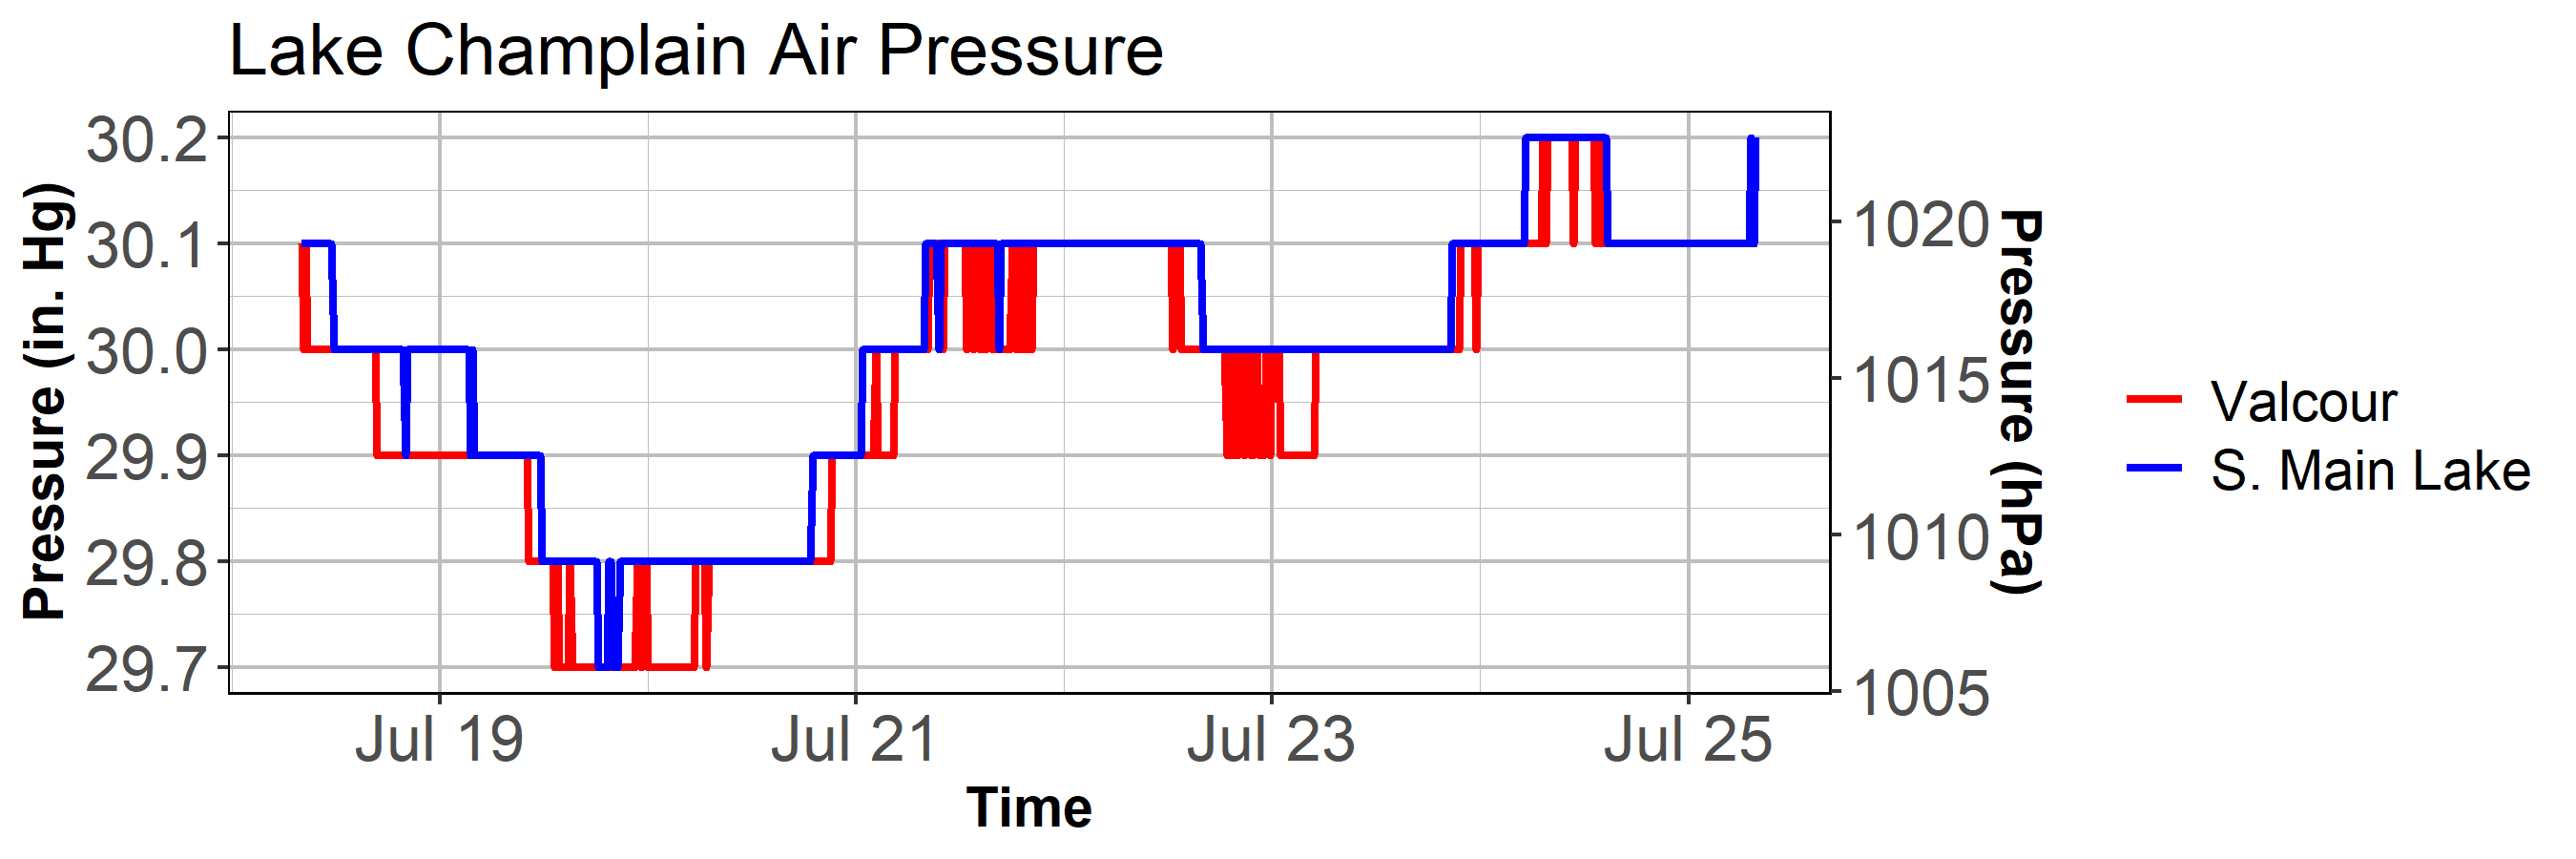 Lake Champlain Air Pressure
Pressure (in. Hg)
30.2
30.1
30.0
29.9
29.8
29.7
1020
1015
1010
1005
Pressure (hPa)
Jul 19
Jul 21
Jul 23
Jul 25
Time
Valcour
S. Main Lake